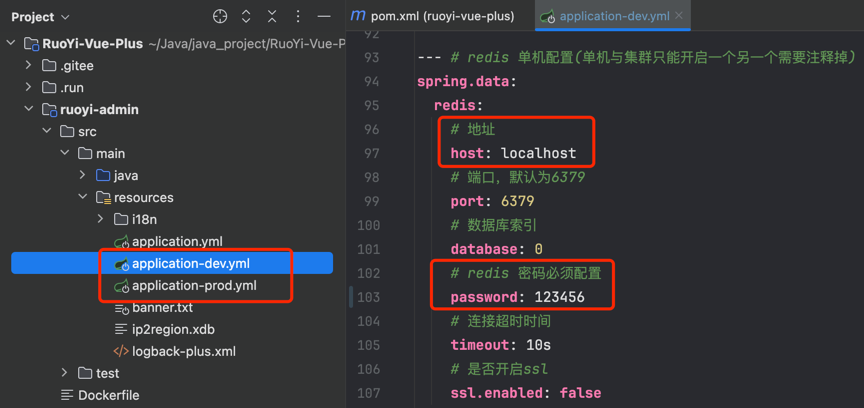 Project
RuoYi-Vue-Plus ~/Java/java_project/RuoYi-Vue-P
.gitee
.run
ruoyi-admin
src
main
java
resources
i18n
application.yml
application-dev.yml
application-prod.yml
banner.txt
ip2region.xdb
logback-plus.xml
test
Dockerfile
pom.xml (ruoyi-vue-plus)
application-dev.yml
92
93 --- # redis 单机配置(单机与集群只能开启一个另一个需要注释掉)
94 spring.data:
95 redis:
96 # 地址
97 host: localhost
98 # 端口，默认为6379
99 port: 6379
100 # 数据库索引
101 database: 0
102 # redis 密码必须配置
103 password: 123456
104 # 连接超时时间
105 timeout: 10s
106 # 是否开启ssl
107 ssl.enabled: false